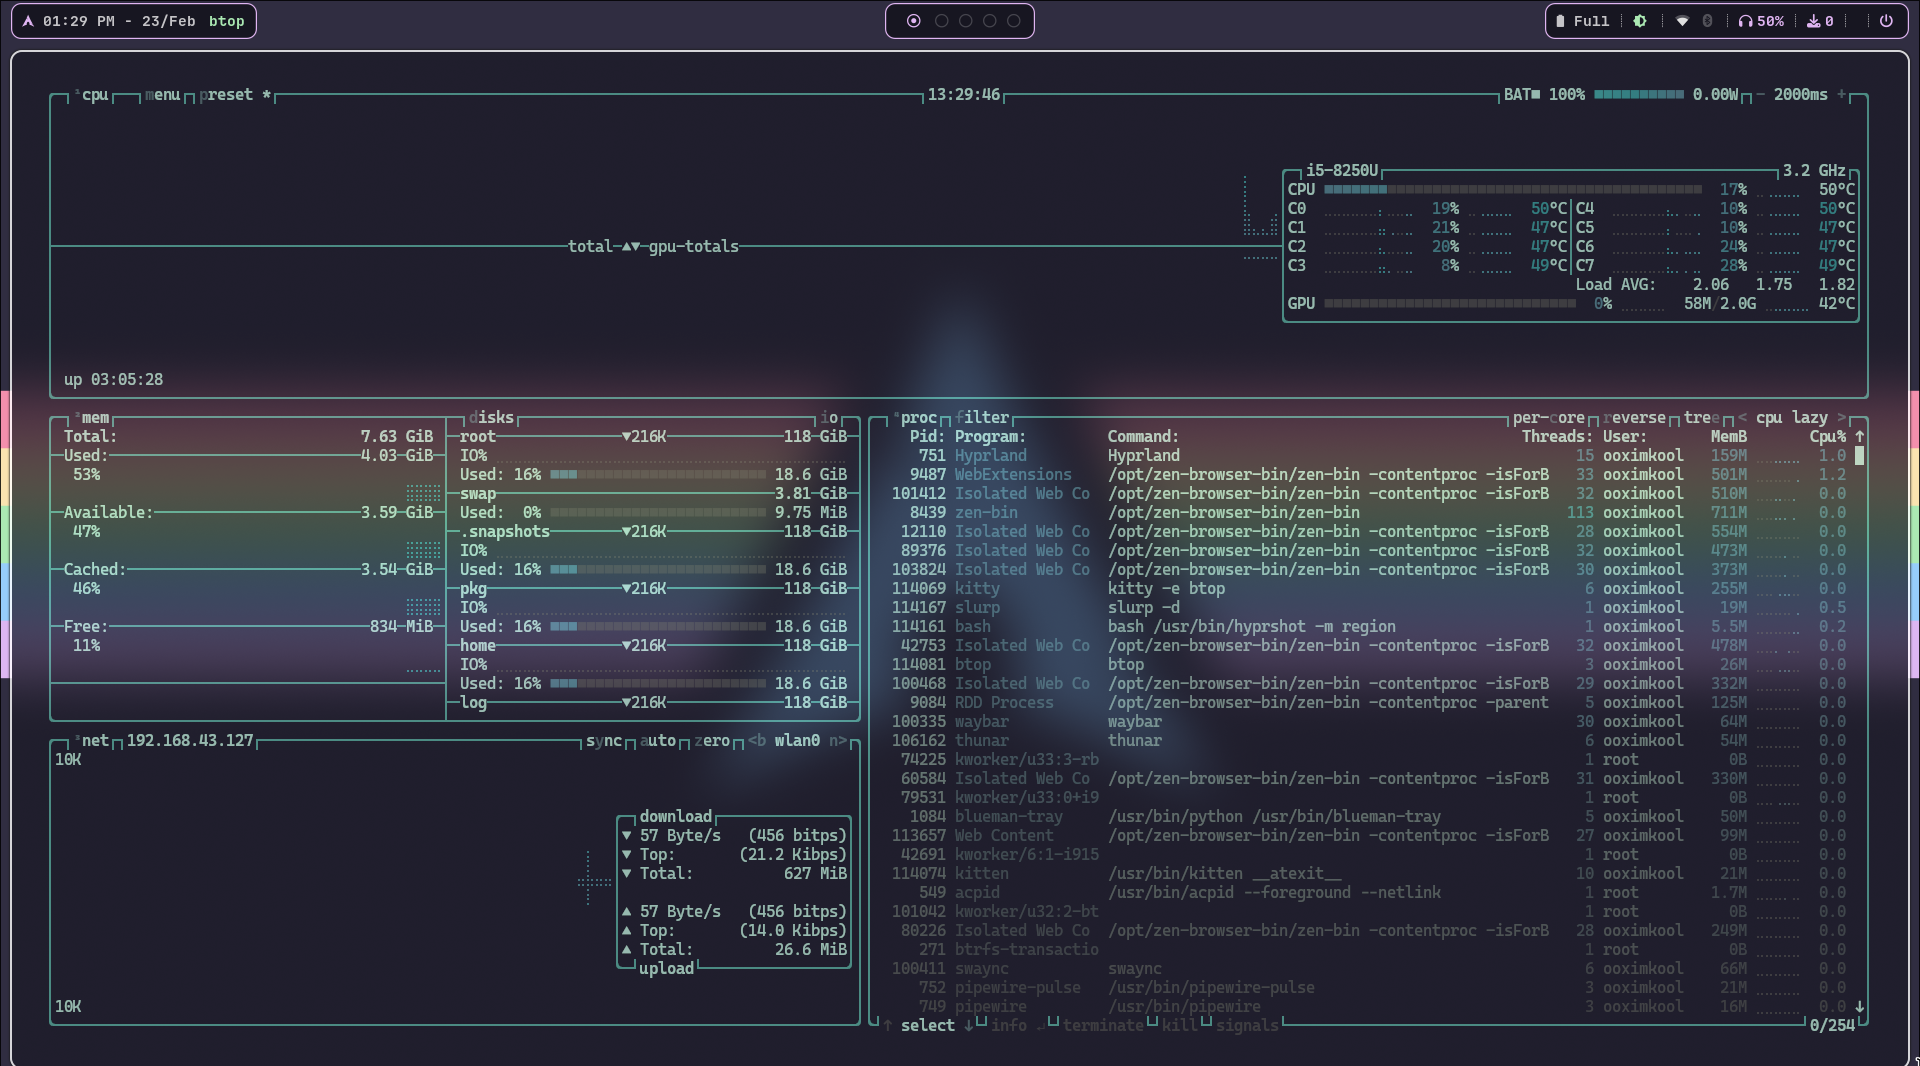 01:29 PM - 23/Feb btop
Full 50% 0
¹cpu menu preset * 13:29:46 BAT■ 100% 0.00W - 2000ms +
i5-8250U 3.2 GHz
CPU 17% 50°C
C0 19% 50°C C4 10% 50°C
C1 21% 47°C C5 10% 47°C
total ▲▼ gpu-totals C2 20% 47°C C6 24% 47°C
C3 8% 49°C C7 28% 49°C
Load AVG: 2.06 1.75 1.82
GPU 0% 58M/2.0G 42°C
up 03:05:28
²mem
Total: 7.63 GiB
Used: 4.03 GiB
53%
Available: 3.59 GiB
47%
Cached: 3.54 GiB
46%
Free: 834 MiB
11%
disks io
root ▼216K 118 GiB
IO%
Used: 16% 18.6 GiB
swap 3.81 GiB
Used: 0% 9.75 MiB
.snapshots ▼216K 118 GiB
IO%
Used: 16% 18.6 GiB
pkg ▼216K 118 GiB
IO%
Used: 16% 18.6 GiB
home ▼216K 118 GiB
IO%
Used: 16% 18.6 GiB
log ▼216K 118 GiB
³net 192.168.43.127 sync auto zero <b wlan0 n>
10K
download
▼ 57 Byte/s (456 bitps)
▼ Top: (21.2 Kibps)
▼ Total: 627 MiB
▲ 57 Byte/s (456 bitps)
▲ Top: (14.0 Kibps)
▲ Total: 26.6 MiB
upload
10K
⁴proc filter per-core reverse tree < cpu lazy >
Pid: Program: Command: Threads: User: MemB Cpu% ↑
751 Hyprland Hyprland 15 ooximkool 159M 1.0
9487 WebExtensions /opt/zen-browser-bin/zen-bin -contentproc -isForB 33 ooximkool 501M 1.2
101412 Isolated Web Co /opt/zen-browser-bin/zen-bin -contentproc -isForB 32 ooximkool 510M 0.0
8439 zen-bin /opt/zen-browser-bin/zen-bin 113 ooximkool 711M 0.0
12110 Isolated Web Co /opt/zen-browser-bin/zen-bin -contentproc -isForB 28 ooximkool 554M 0.0
89376 Isolated Web Co /opt/zen-browser-bin/zen-bin -contentproc -isForB 32 ooximkool 473M 0.0
103824 Isolated Web Co /opt/zen-browser-bin/zen-bin -contentproc -isForB 30 ooximkool 373M 0.0
114069 kitty kitty -e btop 6 ooximkool 255M 0.0
114167 slurp slurp -d 1 ooximkool 19M 0.5
114161 bash bash /usr/bin/hyprshot -m region 1 ooximkool 5.5M 0.2
42753 Isolated Web Co /opt/zen-browser-bin/zen-bin -contentproc -isForB 32 ooximkool 478M 0.0
114081 btop btop 3 ooximkool 26M 0.0
100468 Isolated Web Co /opt/zen-browser-bin/zen-bin -contentproc -isForB 29 ooximkool 332M 0.0
9084 RDD Process /opt/zen-browser-bin/zen-bin -contentproc -parent 5 ooximkool 125M 0.0
100335 waybar waybar 30 ooximkool 64M 0.0
106162 thunar thunar 6 ooximkool 54M 0.0
74225 kworker/u33:3-rb 1 root 0B 0.0
60584 Isolated Web Co /opt/zen-browser-bin/zen-bin -contentproc -isForB 31 ooximkool 330M 0.0
79531 kworker/u33:0+i9 1 root 0B 0.0
1084 blueman-tray /usr/bin/python /usr/bin/blueman-tray 5 ooximkool 50M 0.0
113657 Web Content /opt/zen-browser-bin/zen-bin -contentproc -isForB 27 ooximkool 99M 0.0
42691 kworker/6:1-i915 1 root 0B 0.0
114074 kitten /usr/bin/kitten __atexit__ 10 ooximkool 21M 0.0
549 acpid /usr/bin/acpid --foreground --netlink 1 root 1.7M 0.0
101042 kworker/u32:2-bt 1 root 0B 0.0
80226 Isolated Web Co /opt/zen-browser-bin/zen-bin -contentproc -isForB 28 ooximkool 249M 0.0
271 btrfs-transactio 1 root 0B 0.0
100411 swaync swaync 6 ooximkool 66M 0.0
752 pipewire-pulse /usr/bin/pipewire-pulse 3 ooximkool 21M 0.0
749 pipewire /usr/bin/pipewire 3 ooximkool 16M 0.0 ↓
↑ select ↓ info ↵ terminate kill signals 0/254